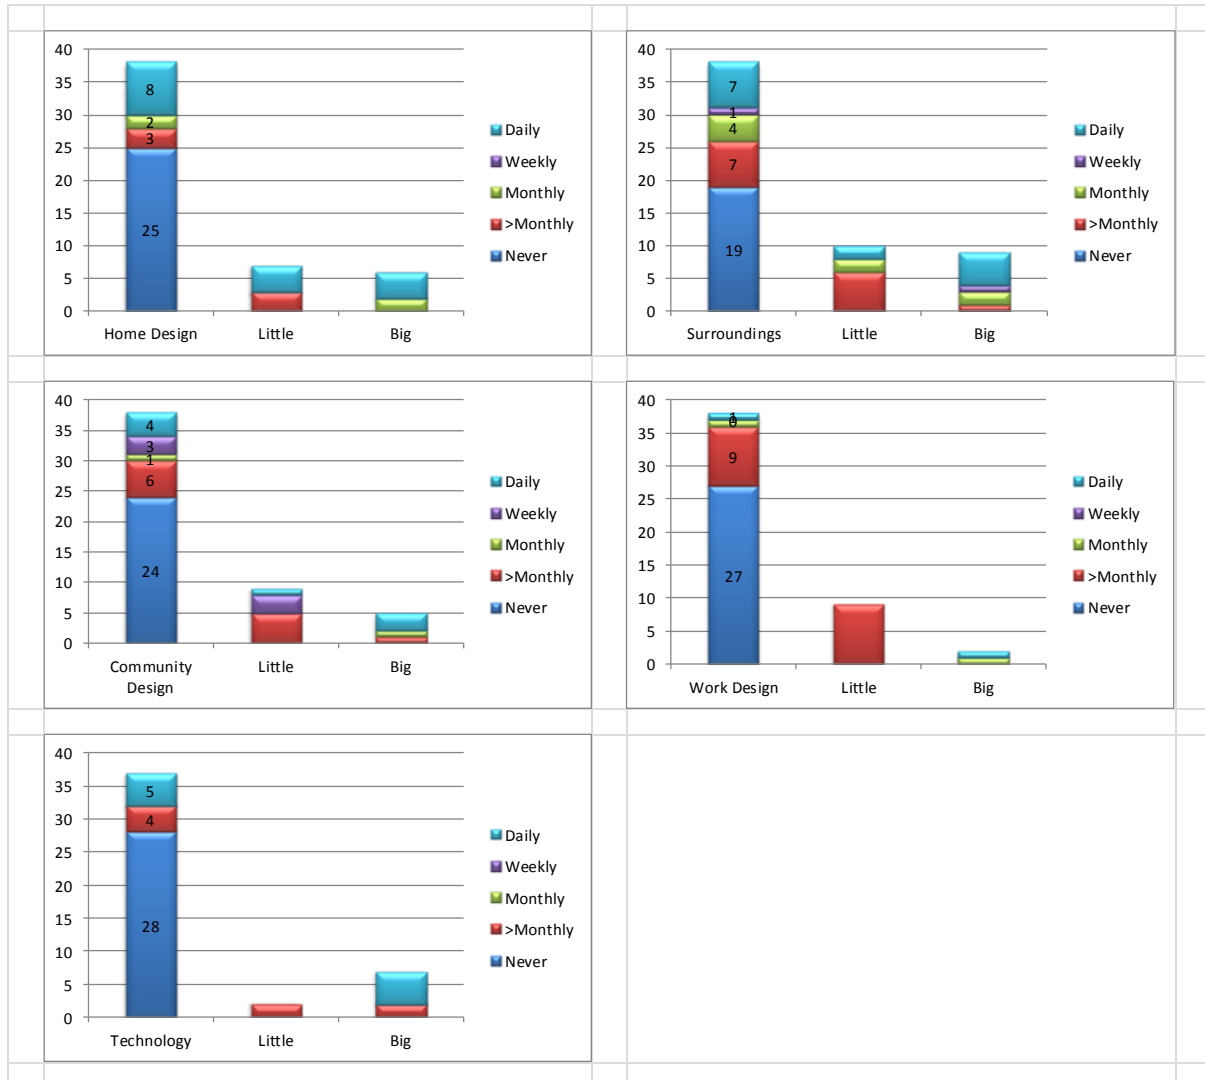 40
35
30
25
20
15
10
5
0
8
2
3
25
Home Design Little Big
Daily
Weekly
Monthly
>Monthly
Never
40
35
30
25
20
15
10
5
0
7
1
4
7
19
Surroundings Little Big
Daily
Weekly
Monthly
>Monthly
Never
40
35
30
25
20
15
10
5
0
4
3
1
6
24
Community Little Big
Design
Daily
Weekly
Monthly
>Monthly
Never
40
35
30
25
20
15
10
5
0
1
0
9
27
Work Design Little Big
Daily
Weekly
Monthly
>Monthly
Never
40
35
30
25
20
15
10
5
0
5
4
28
Technology Little Big
Daily
Weekly
Monthly
>Monthly
Never